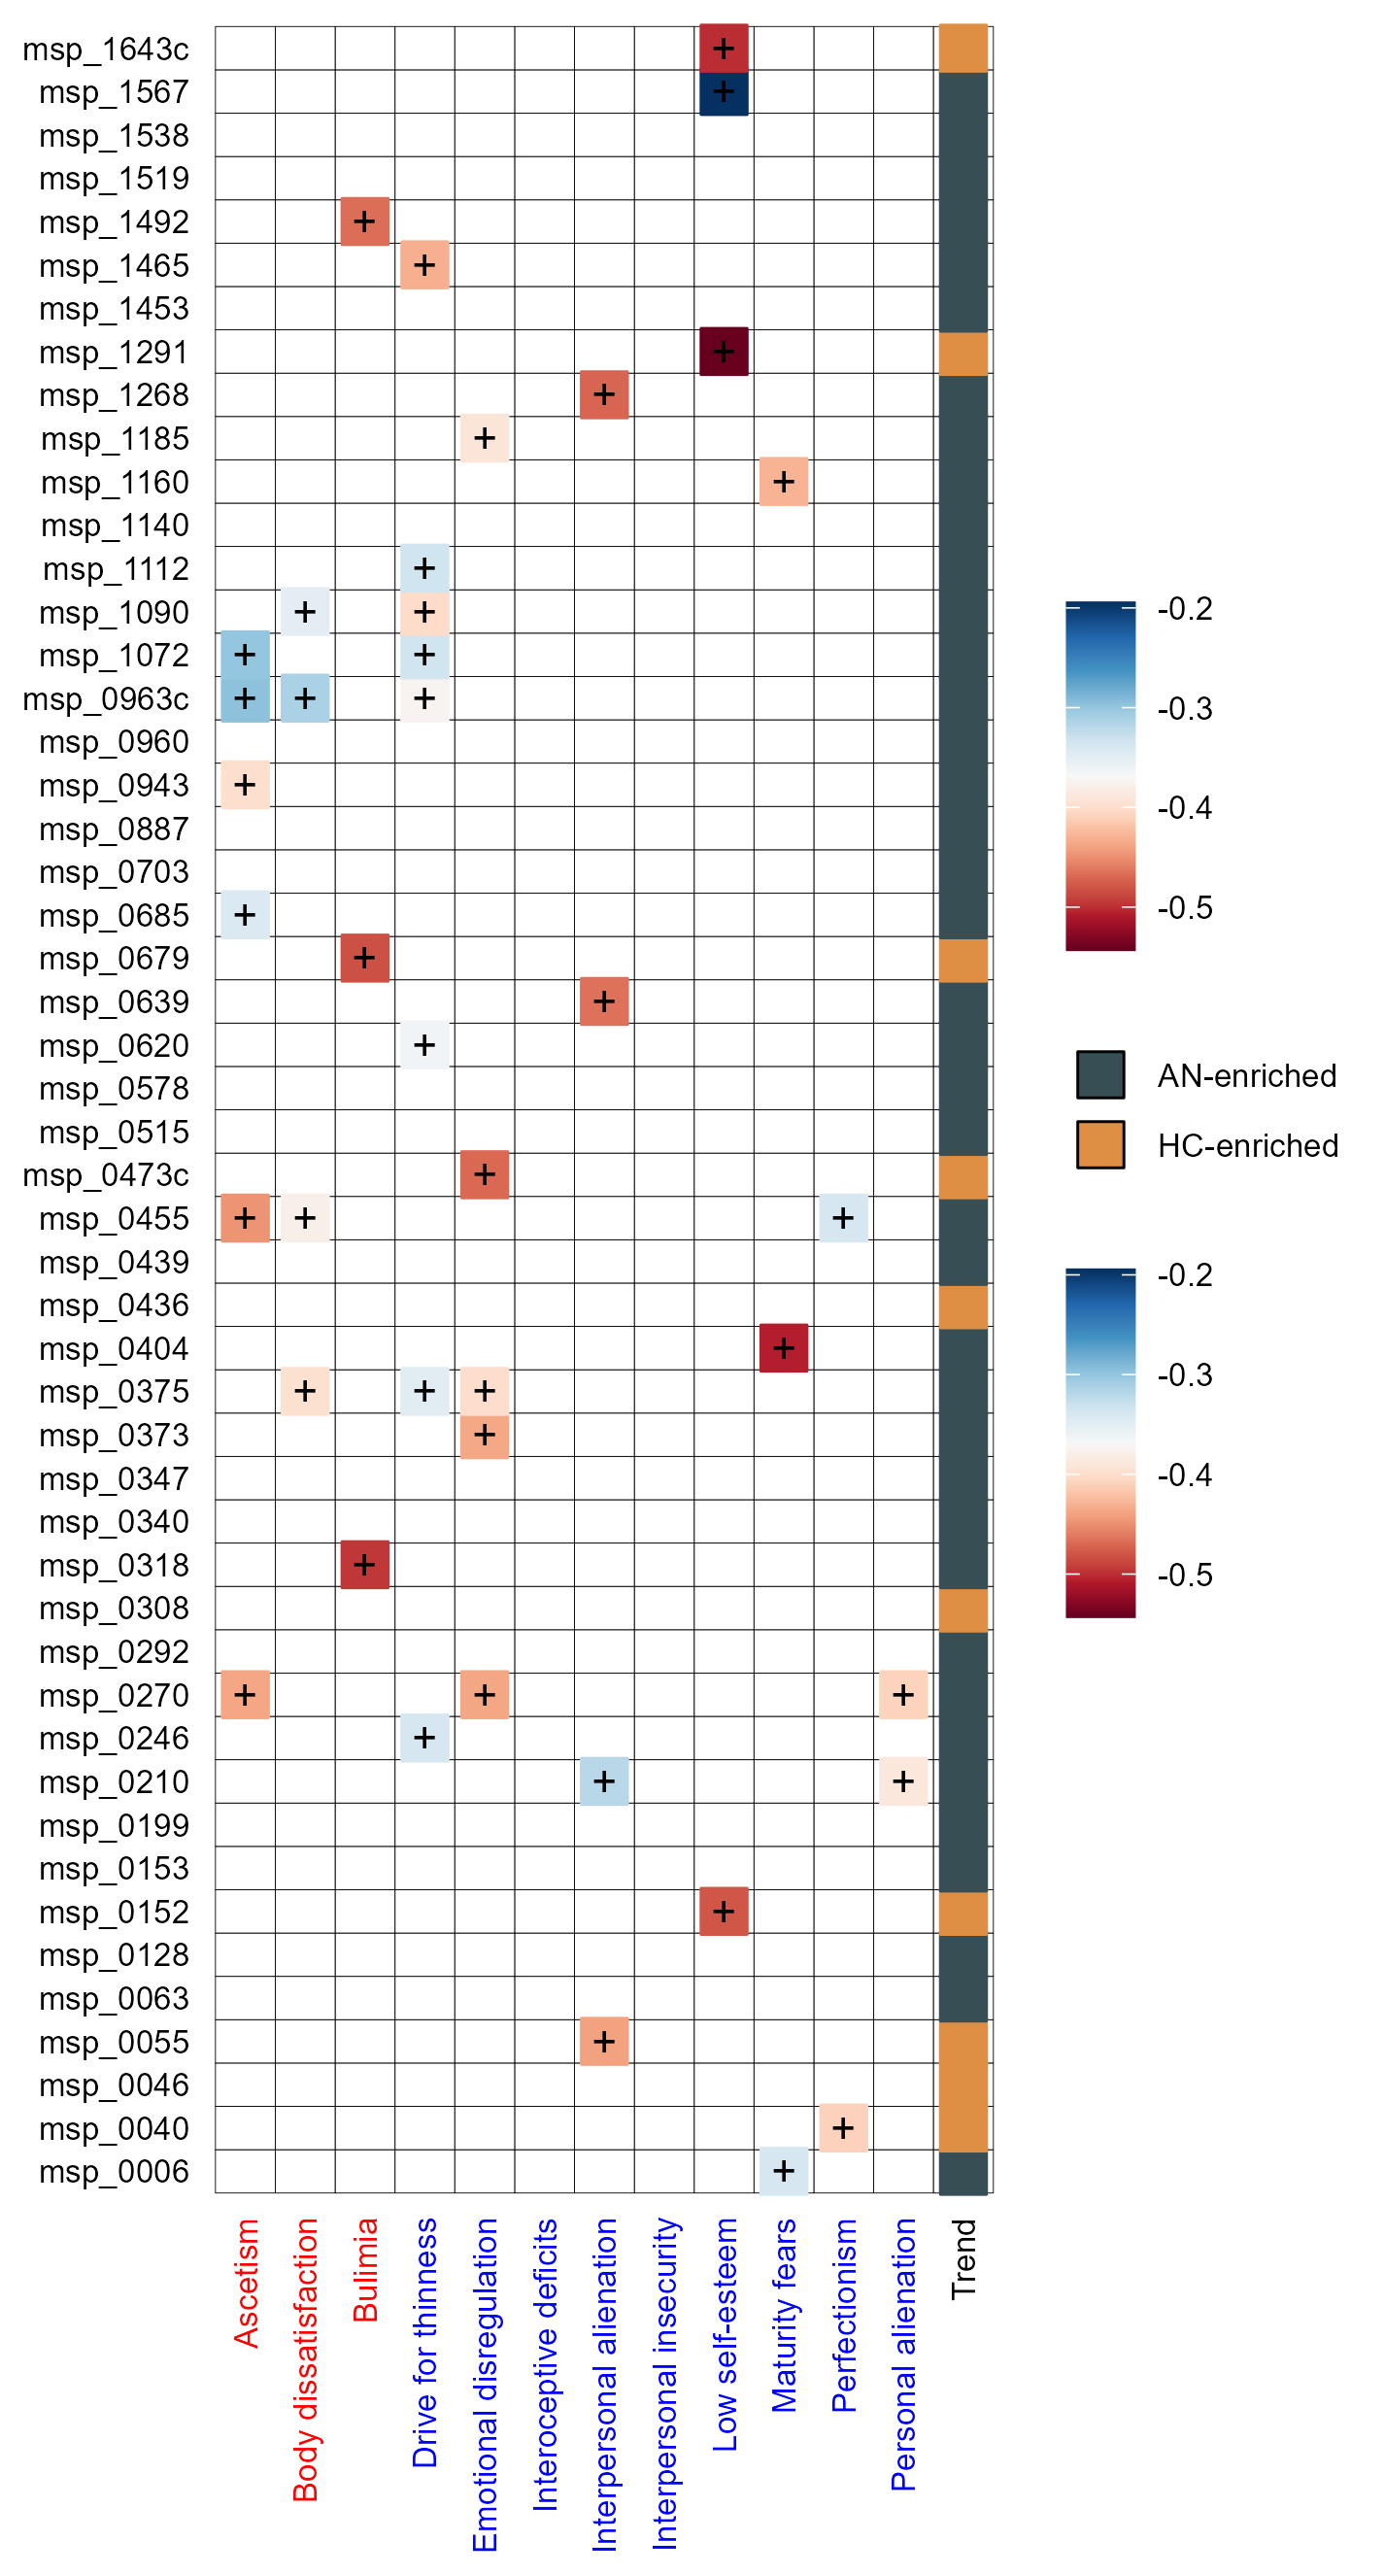 msp_1643c
msp_1567
msp_1538
msp_1519
msp_1492
msp_1465
msp_1453
msp_1291
msp_1268
msp_1185
msp_1160
msp_1140
msp_1112
msp_1090
msp_1072
msp_0963c
msp_0960
msp_0943
msp_0887
msp_0703
msp_0685
msp_0679
msp_0639
msp_0620
msp_0578
msp_0515
msp_0473c
msp_0455
msp_0439
msp_0436
msp_0404
msp_0375
msp_0373
msp_0347
msp_0340
msp_0318
msp_0308
msp_0292
msp_0270
msp_0246
msp_0210
msp_0199
msp_0153
msp_0152
msp_0128
msp_0063
msp_0055
msp_0046
msp_0040
msp_0006
Ascetism
Body dissatisfaction
Bulimia
Drive for thinness
Emotional disregulation
Interoceptive deficits
Interpersonal alienation
Interpersonal insecurity
Low self-esteem
Maturity fears
Perfectionism
Personal alienation
Trend
-0.2
-0.3
-0.4
-0.5
AN-enriched
HC-enriched
-0.2
-0.3
-0.4
-0.5